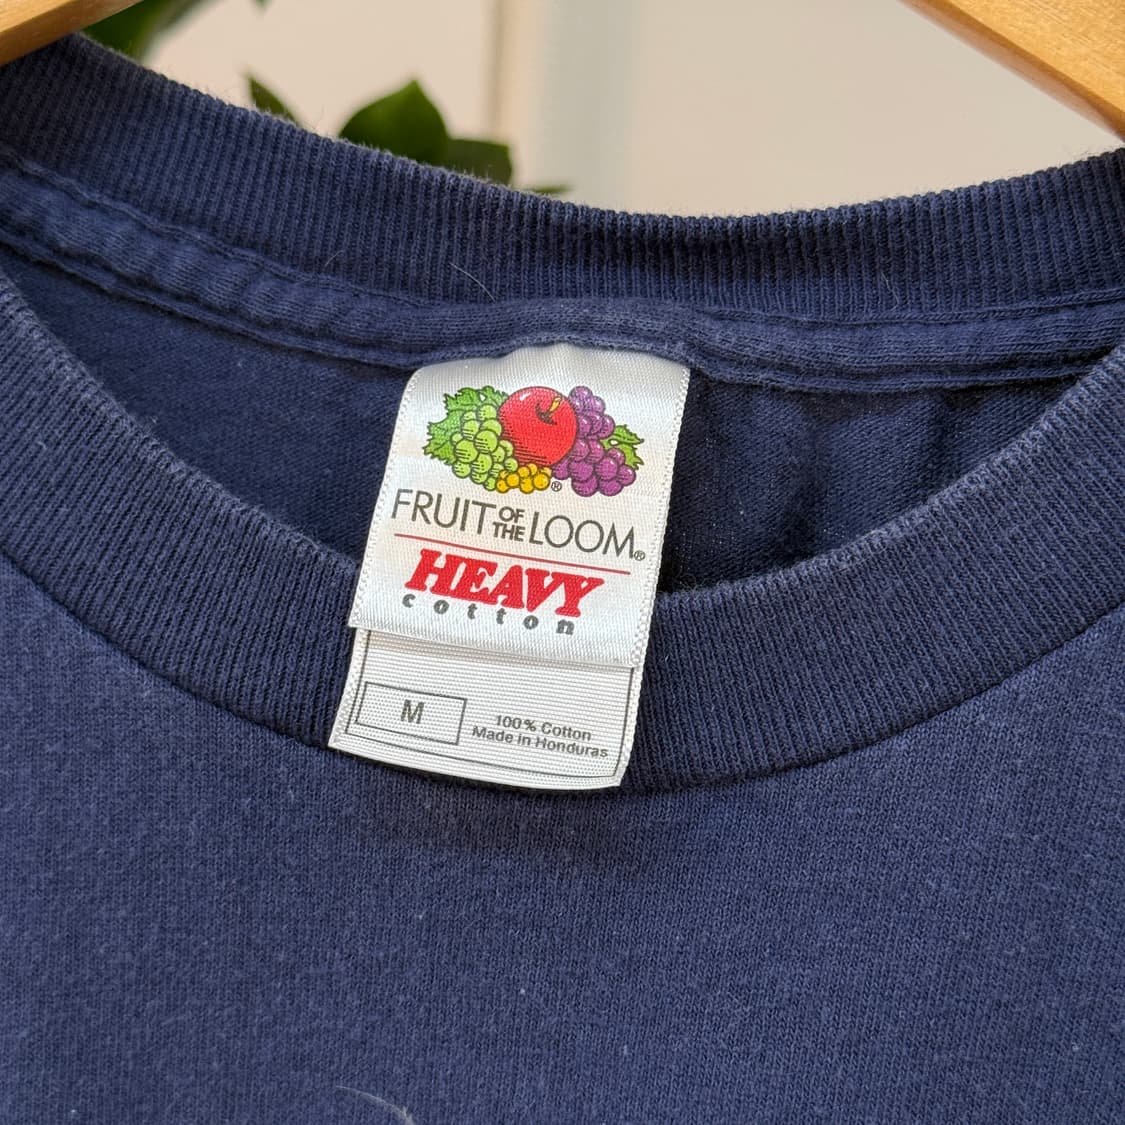 ®
FRUIT OF THE LOOM®
HEAVY
cotton
M
100% Cotton
Made in Honduras